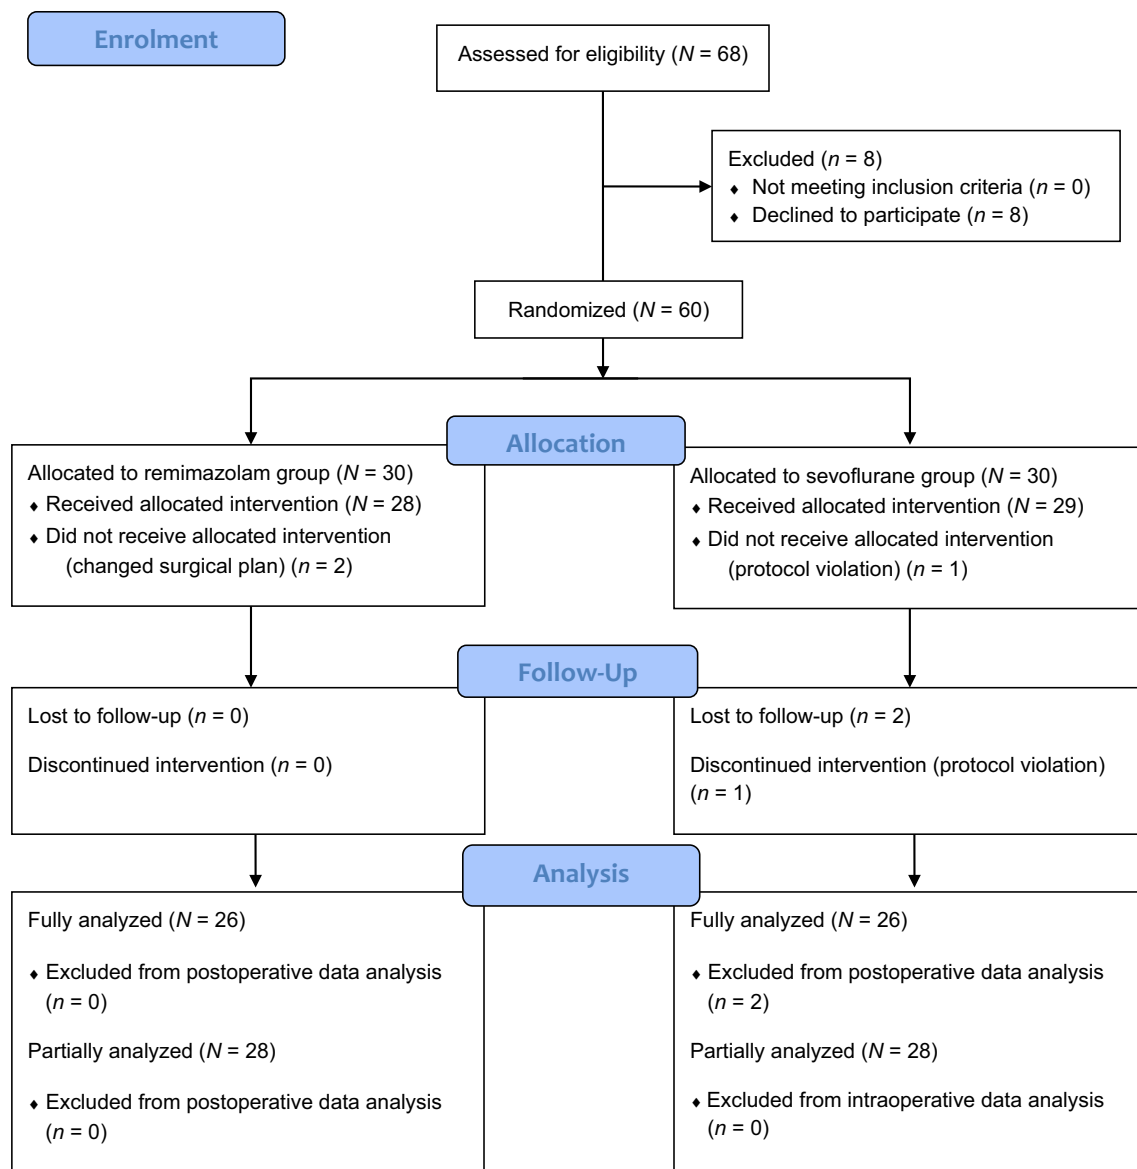 Enrolment
Assessed for eligibility (N = 68)
Excluded (n = 8)
♦ Not meeting inclusion criteria (n = 0)
♦ Declined to participate (n = 8)
Randomized (N = 60)
Allocation
Allocated to remimazolam group (N = 30)
♦ Received allocated intervention (N = 28)
♦ Did not receive allocated intervention
(changed surgical plan) (n = 2)
Allocated to sevoflurane group (N = 30)
♦ Received allocated intervention (N = 29)
♦ Did not receive allocated intervention
(protocol violation) (n = 1)
Follow-Up
Lost to follow-up (n = 0)
Discontinued intervention (n = 0)
Lost to follow-up (n = 2)
Discontinued intervention (protocol violation)
(n = 1)
Analysis
Fully analyzed (N = 26)
♦ Excluded from postoperative data analysis
(n = 0)
Partially analyzed (N = 28)
♦ Excluded from postoperative data analysis
(n = 0)
Fully analyzed (N = 26)
♦ Excluded from postoperative data analysis
(n = 2)
Partially analyzed (N = 28)
♦ Excluded from intraoperative data analysis
(n = 0)